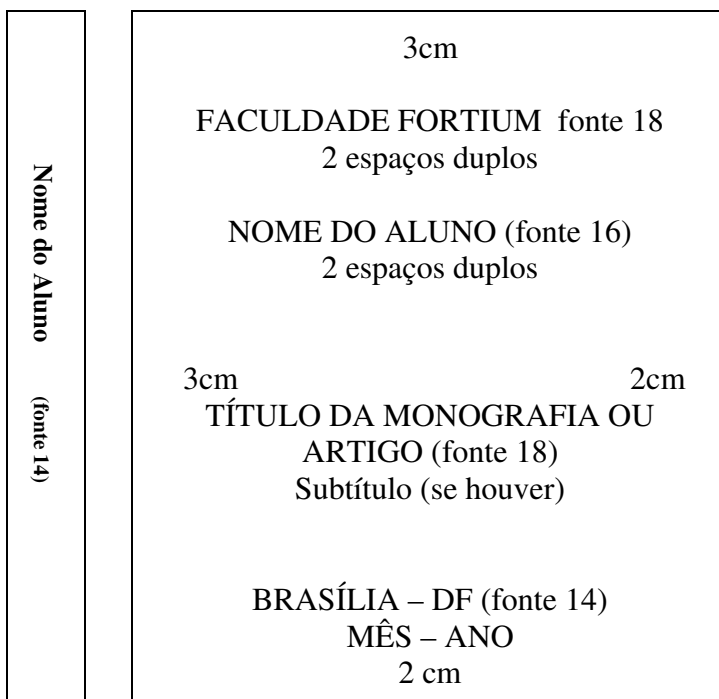 Nome do Aluno (fonte 14)
3cm
FACULDADE FORTIUM fonte 18
2 espaços duplos
NOME DO ALUNO (fonte 16)
2 espaços duplos
3cm 2cm
TÍTULO DA MONOGRAFIA OU
ARTIGO (fonte 18)
Subtítulo (se houver)
BRASÍLIA – DF (fonte 14)
MÊS – ANO
2 cm